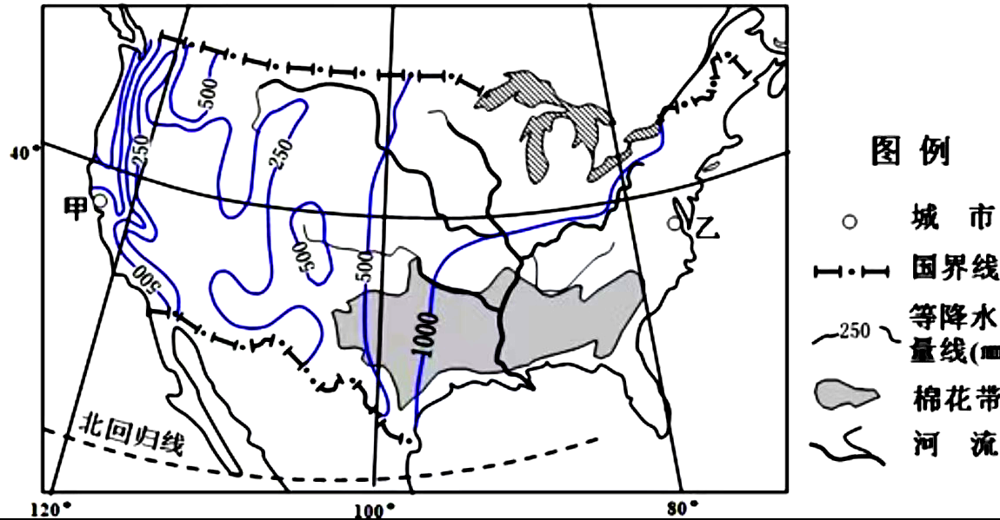 500
250
250
40°
甲
乙
500
500
500
1000
北回归线
120°
100°
80°
图 例
城 市
国界线
250
等降水
量线(㎜
棉花带
河 流